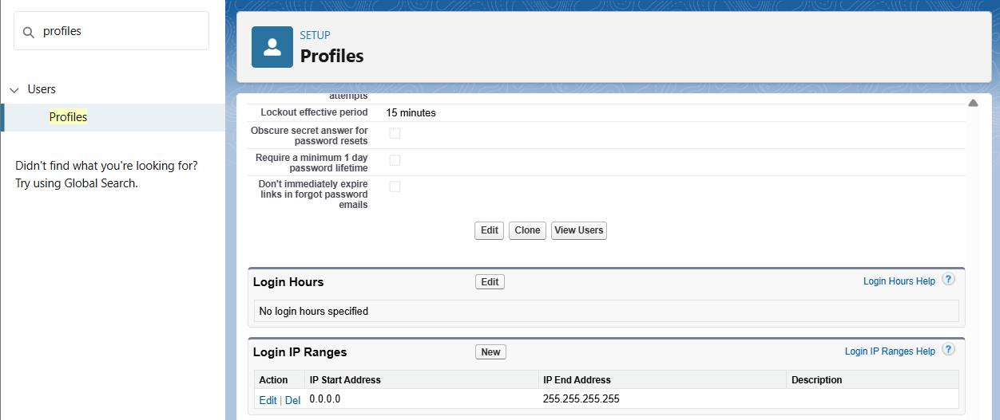 profiles
Users
Profiles
Didn't find what you're looking for?
Try using Global Search.
SETUP
Profiles
attempts
Lockout effective period 15 minutes
Obscure secret answer for
password resets
Require a minimum 1 day
password lifetime
Don't immediately expire
links in forgot password
emails
Edit Clone View Users
Login Hours Edit Login Hours Help ?
No login hours specified
Login IP Ranges New Login IP Ranges Help ?
Action IP Start Address IP End Address Description
Edit | Del 0.0.0.0 255.255.255.255